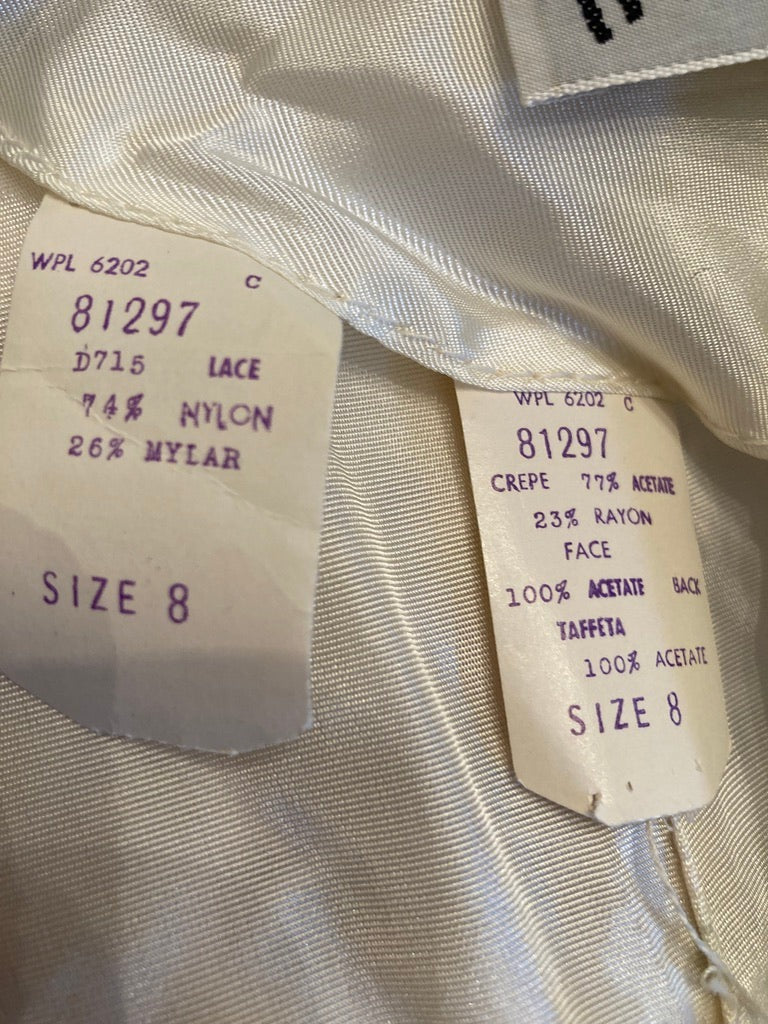 WPL 6202 C
81297
D715 LACE
74% NYLON
26% MYLAR
SIZE 8
WPL 6202 C
81297
CREPE 77% ACETATE
23% RAYON
FACE
100% ACETATE BACK
TAFFETA
100% ACETATE
SIZE 8